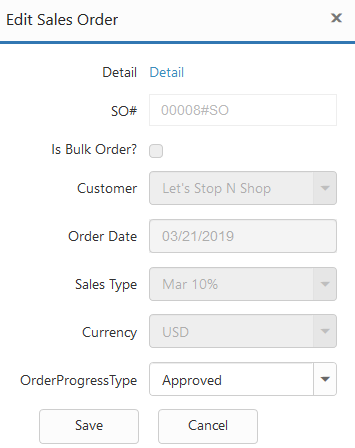 Edit Sales Order ×
Detail Detail
SO# 00008#SO
Is Bulk Order?
Customer Let's Stop N Shop
Order Date 03/21/2019
Sales Type Mar 10%
Currency USD
OrderProgressType Approved
Save Cancel